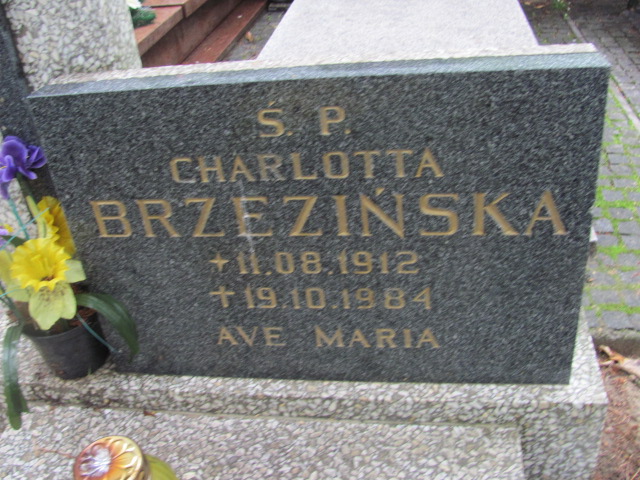 Ś. P.
CHARLOTTA
BRZEZIŃSKA
+11.08.1912
+19.10.1984
AVE MARIA